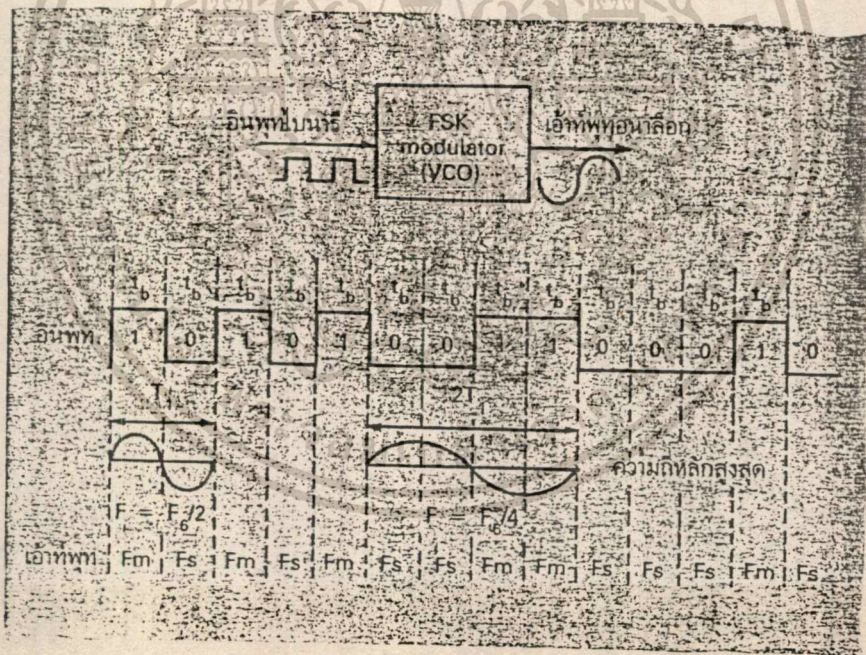 อินพุทไบนารี
FSK
modulator
(VCO)
เอ้าท์พุทอนาล็อก
t_b t_b t_b t_b t_b t_b t_b t_b t_b t_b t_b t_b t_b
อินพุท
1 0 1 0 1 0 0 1 1 0 0 0 1 0
T 2T
ความถี่หลักสูงสุด
F = F_6/2 F = F_6/4
เอ้าท์พุท Fm Fs Fm Fs Fm Fs Fs Fm Fm Fs Fs Fs Fm Fs